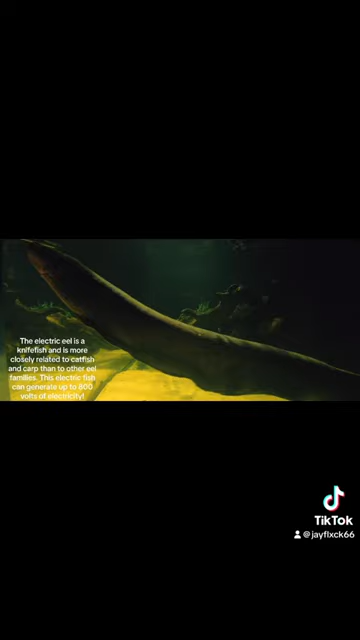 The electric eel is a
knifefish and is more
closely related to catfish
and carp than to other eel
families. This electric fish
can generate up to 800
volts of electricity!
TikTok
@jayflxck66